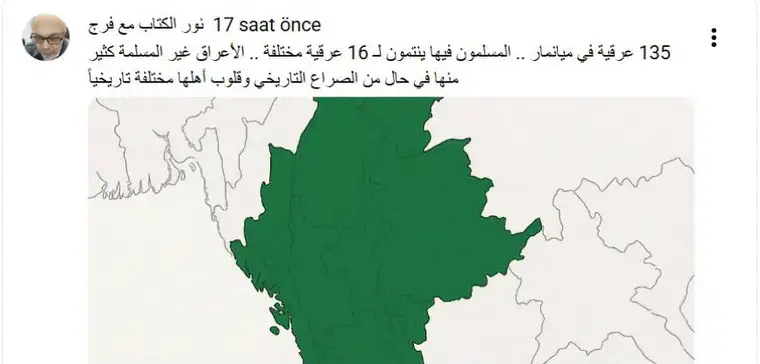 نور الكتاب مع فرج 17 saat önce
135 عرقية في ميانمار .. المسلمون فيها ينتمون لـ 16 عرقية مختلفة .. الأعراق غير المسلمة كثير
منها في حال من الصراع التاريخي وقلوب أهلها مختلفة تاريخياً